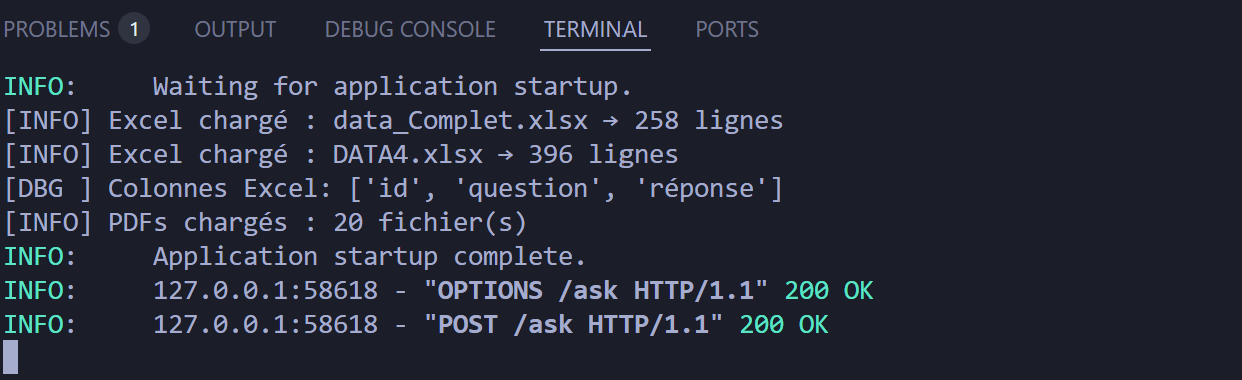 PROBLEMS 1 OUTPUT DEBUG CONSOLE TERMINAL PORTS
INFO:     Waiting for application startup.
[INFO] Excel chargé : data_Complet.xlsx → 258 lignes
[INFO] Excel chargé : DATA4.xlsx → 396 lignes
[DBG ] Colonnes Excel: ['id', 'question', 'réponse']
[INFO] PDFs chargés : 20 fichier(s)
INFO:     Application startup complete.
INFO:     127.0.0.1:58618 - "OPTIONS /ask HTTP/1.1" 200 OK
INFO:     127.0.0.1:58618 - "POST /ask HTTP/1.1" 200 OK